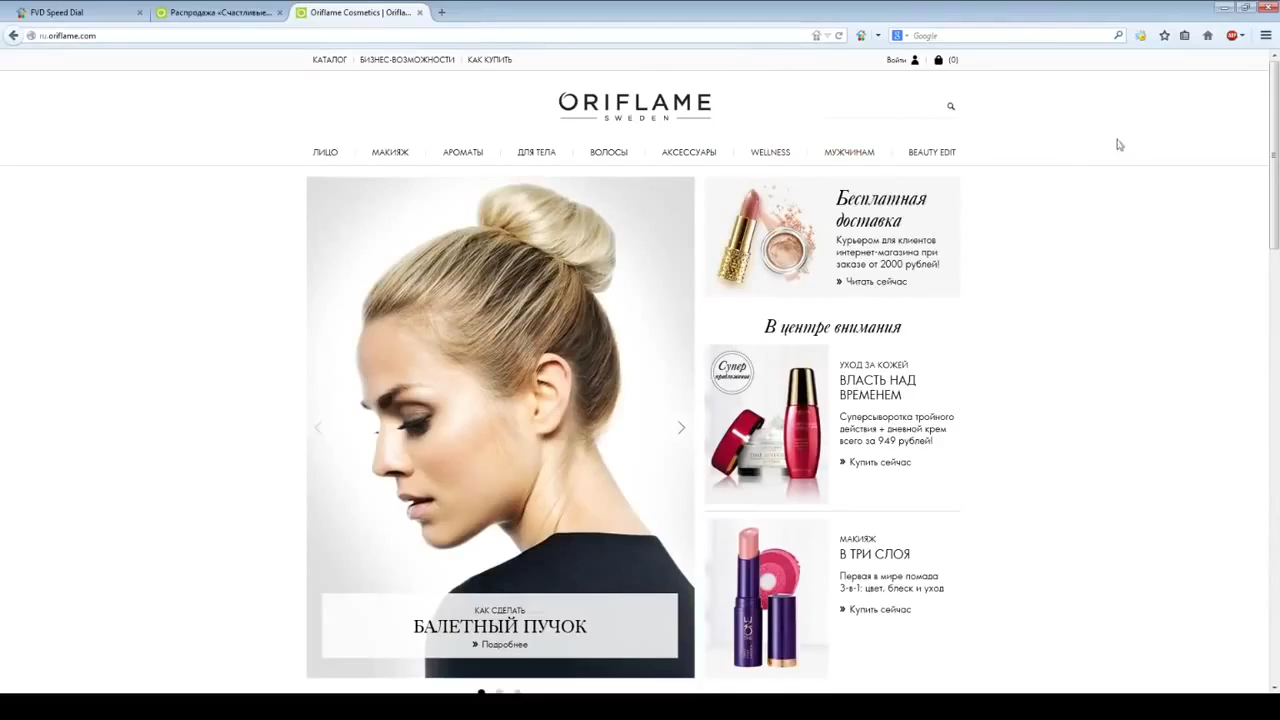 FVD Speed Dial
Распродажа «Счастливые...
Oriflame Cosmetics | Orifla...
ru.oriflame.com
Google
КАТАЛОГ
БИЗНЕС-ВОЗМОЖНОСТИ
КАК КУПИТЬ
Войти
(0)
ORIFLAME
SWEDEN
ЛИЦО
МАКИЯЖ
АРОМАТЫ
ДЛЯ ТЕЛА
ВОЛОСЫ
АКСЕССУАРЫ
WELLNESS
МУЖЧИНАМ
BEAUTY EDIT
КАК СДЕЛАТЬ
БАЛЕТНЫЙ ПУЧОК
» Подробнее
Бесплатная
доставка
Курьером для клиентов
интернет-магазина при
заказе от 2000 рублей!
» Читать сейчас
В центре внимания
Супер
предложение
УХОД ЗА КОЖЕЙ
ВЛАСТЬ НАД
ВРЕМЕНЕМ
Суперсыворотка тройного
действия + дневной крем
всего за 949 рублей!
» Купить сейчас
МАКИЯЖ
В ТРИ СЛОЯ
Первая в мире помада
3-в-1: цвет, блеск и уход
» Купить сейчас